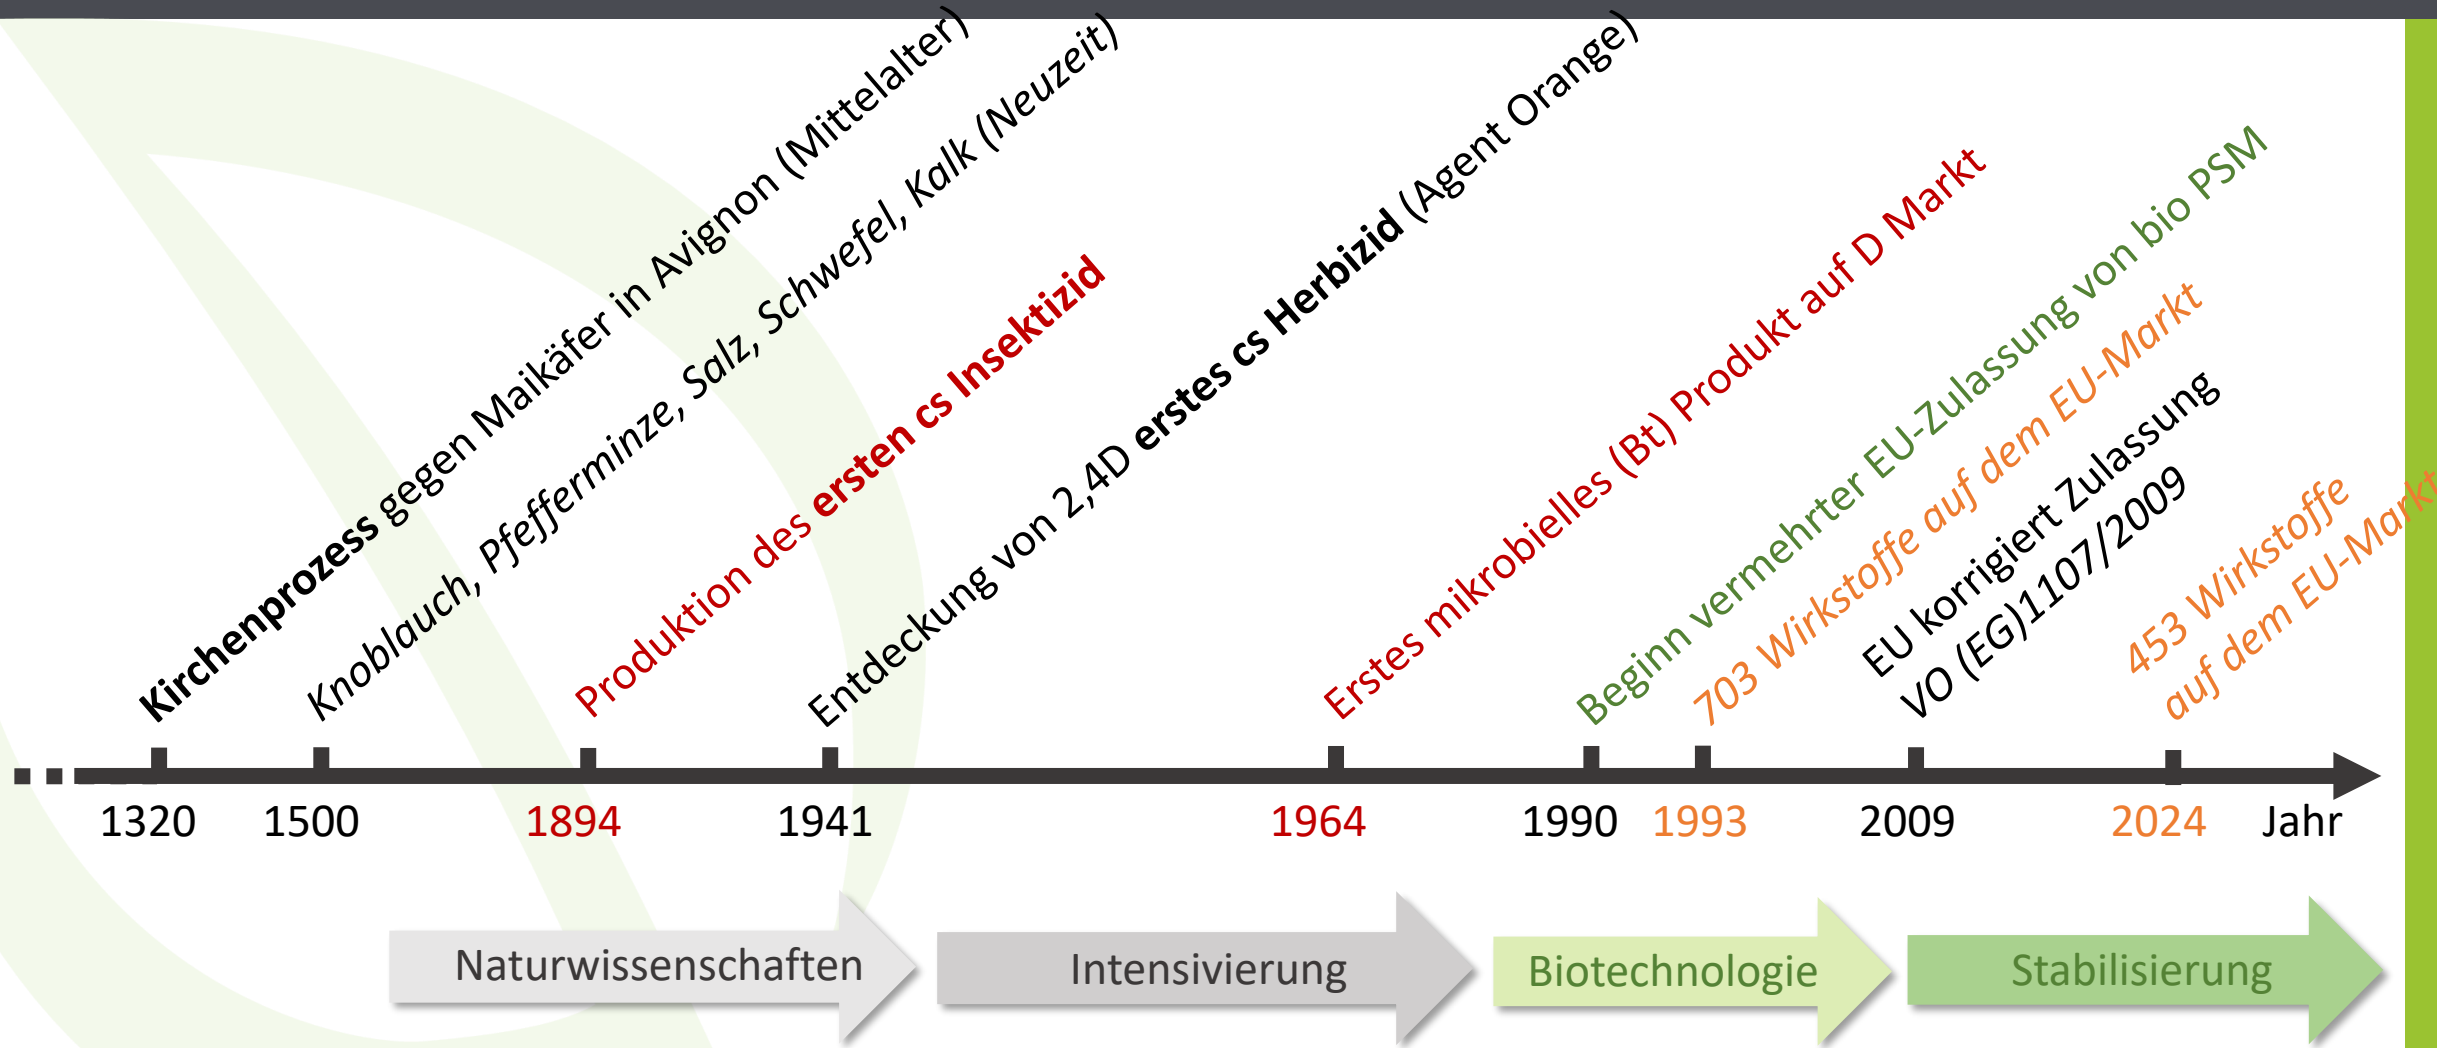 Kirchenprozess gegen Maikäfer in Avignon (Mittelalter)
Knoblauch, Pfefferminze, Salz, Schwefel, Kalk (Neuzeit)
Produktion des ersten cs Insektizid
Entdeckung von 2,4D erstes cs Herbizid (Agent Orange)
Erstes mikrobielles (Bt) Produkt auf D Markt
Beginn vermehrter EU-Zulassung von bio PSM
703 Wirkstoffe auf dem EU-Markt
EU korrigiert Zulassung
VO (EG)1107/2009
453 Wirkstoffe
auf dem EU-Markt
1320 1500 1894 1941 1964 1990 1993 2009 2024 Jahr
Naturwissenschaften Intensivierung Biotechnologie Stabilisierung